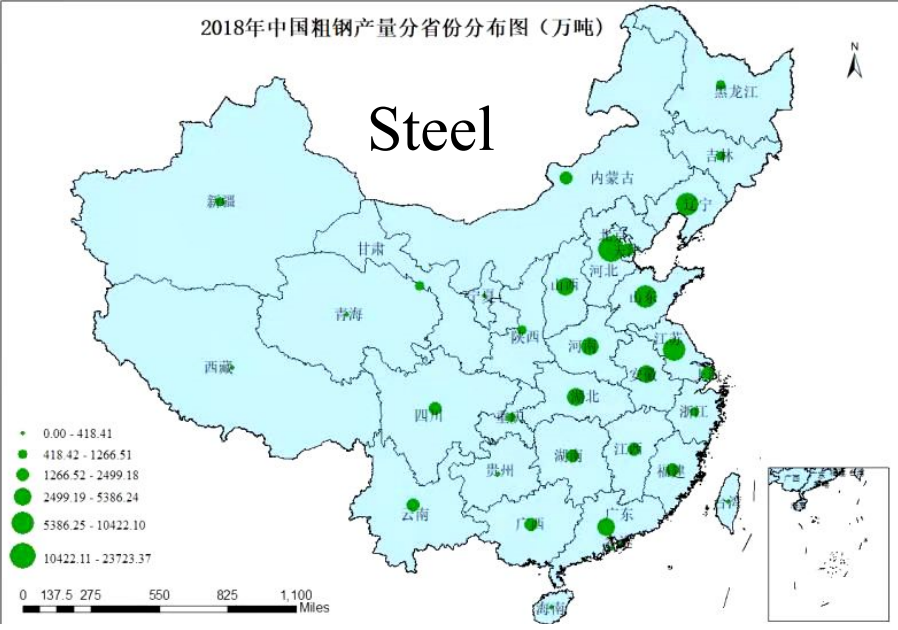 2018年中国粗钢产量分省份分布图（万吨）
Steel
N
黑龙江
吉林
内蒙古
辽宁
新疆
甘肃
河北
宁夏
山西
山东
青海
陕西
河南
江苏
西藏
安徽
四川
湖北
浙江
贵州
湖南
江西
福建
云南
广西
广东
台湾
海南
0.00 - 418.41
418.42 - 1266.51
1266.52 - 2499.18
2499.19 - 5386.24
5386.25 - 10422.10
10422.11 - 23723.37
0 137.5 275 550 825 1,100
Miles